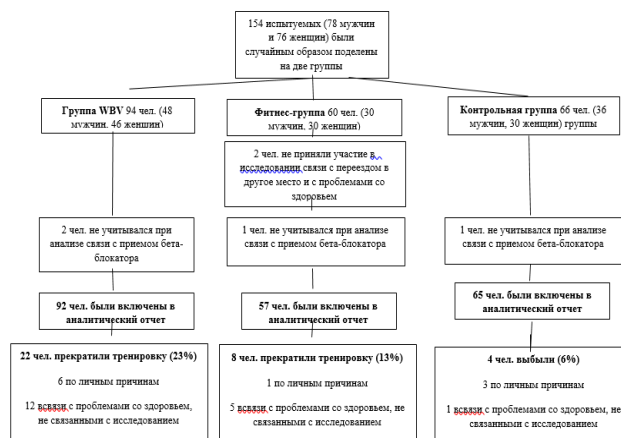 154 испытуемых (78 мужчин
и 76 женщин) были
случайным образом поделены
на две группы
Группа WBV 94 чел. (48
мужчин, 46 женщин)
Фитнес-группа 60 чел. (30
мужчин, 30 женщин)
Контрольная группа 66 чел. (36
мужчин, 30 женщин) группы
2 чел. не приняли участие в
исследовании связи с переездом в
другое место и с проблемами со
здоровьем
2 чел. не учитывался при
анализе связи с приемом бета-
блокатора
1 чел. не учитывался при анализе
связи с приемом бета-блокатора
1 чел. не учитывался при анализе
связи с приемом бета-блокатора
92 чел. были включены в
аналитический отчет
57 чел. были включены в
аналитический отчет
65 чел. были включены в
аналитический отчет
22 чел. прекратили тренировку (23%)
6 по личным причинам
12 всвязи с проблемами со здоровьем,
не связанными с исследованием
8 чел. прекратили тренировку (13%)
1 по личным причинам
5 всвязи с проблемами со здоровьем, не
связанными с исследованием
4 чел. выбыли (6%)
3 по личным причинам
1 всвязи с проблемами со здоровьем, не
связанными с исследованием